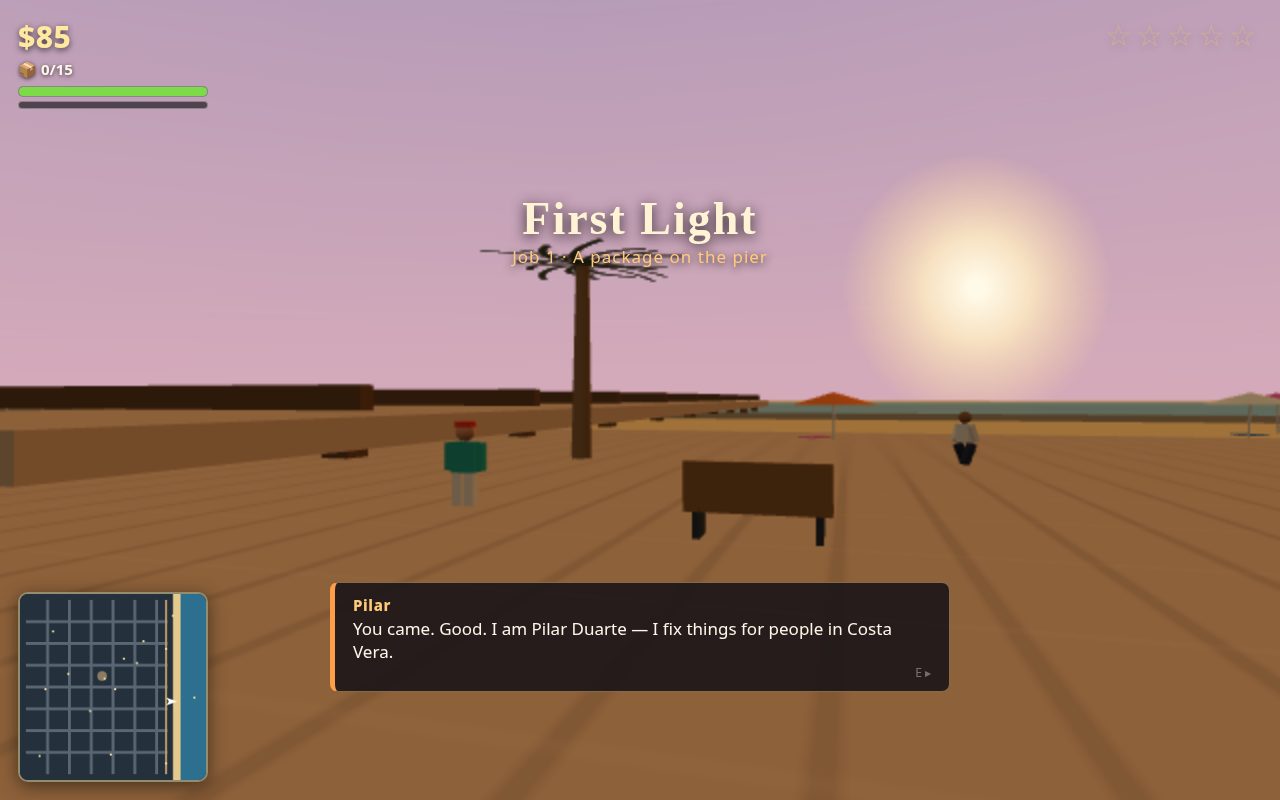 $85
0/15
First Light
Job 1 · A package on the pier
Pilar
You came. Good. I am Pilar Duarte — I fix things for people in Costa
Vera.
E ▸